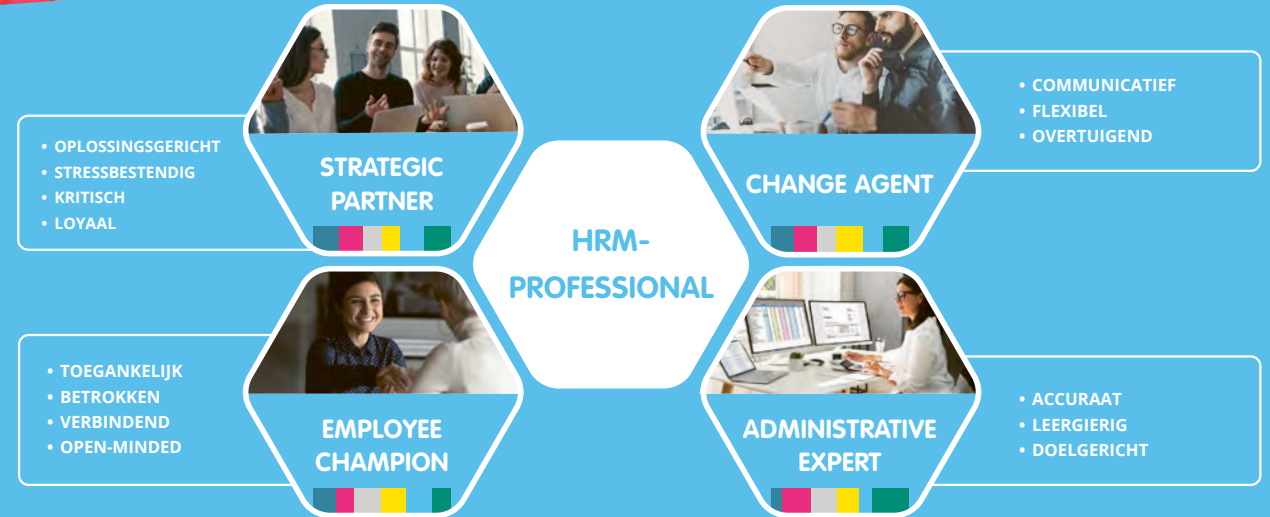 • OPLOSSINGSGERICHT
• STRESSBESTENDIG
• KRITISCH
• LOYAAL
STRATEGIC
PARTNER
CHANGE AGENT
• COMMUNICATIEF
• FLEXIBEL
• OVERTUIGEND
HRM-
PROFESSIONAL
• TOEGANKELIJK
• BETROKKEN
• VERBINDEND
• OPEN-MINDED
EMPLOYEE
CHAMPION
ADMINISTRATIVE
EXPERT
• ACCURAAT
• LEERGIERIG
• DOELGERICHT